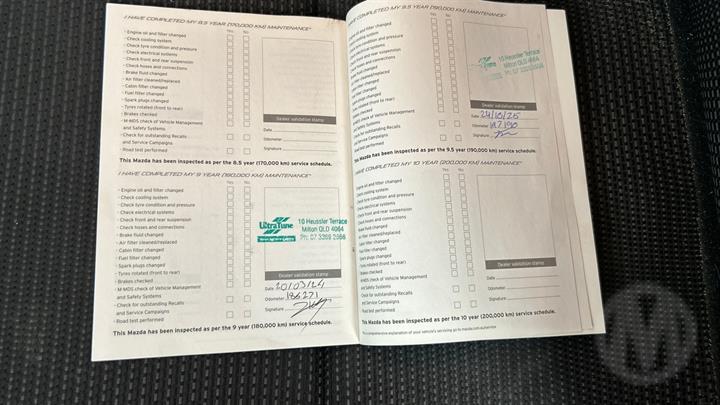 I HAVE COMPLETED MY 8.5 YEAR (170,000 KM) MAINTENANCE*
Yes No
- Engine oil and filter changed
- Check cooling system
- Check tyre condition and pressure
- Check electrical systems
- Check front and rear suspension
- Check hoses and connections
- Brake fluid changed
- Air filter cleaned/replaced
- Cabin filter changed
- Fuel filter changed
- Spark plugs changed
- Tyres rotated (front to rear)
- Brakes checked
- M-MDS check of Vehicle Management
and Safety Systems
- Check for outstanding Recalls
and Service Campaigns
- Road test performed
Dealer validation stamp
Date
Odometer
Signature
This Mazda has been inspected as per the 8.5 year (170,000 km) service schedule.
I HAVE COMPLETED MY 9 YEAR (180,000 KM) MAINTENANCE*
Yes No
- Engine oil and filter changed
- Check cooling system
- Check tyre condition and pressure
- Check electrical systems
- Check front and rear suspension
- Check hoses and connections
- Brake fluid changed
- Air filter cleaned/replaced
- Cabin filter changed
- Fuel filter changed
- Spark plugs changed
- Tyres rotated (front to rear)
- Brakes checked
- M-MDS check of Vehicle Management
and Safety Systems
- Check for outstanding Recalls
and Service Campaigns
- Road test performed
UltraTune
10 Heussler Terrace
Milton QLD 4064
Ph: 07 3369 2868
Dealer validation stamp
Date 20/03/24
Odometer 186271
Signature
This Mazda has been inspected as per the 9 year (180,000 km) service schedule.
HAVE COMPLETED MY 9.5 YEAR (190,000 KM) MAINTENANCE*
Yes No
Engine oil and filter changed
Check cooling system
Check tyre condition and pressure
Check electrical systems
Check front and rear suspension
Check hoses and connections
Brake fluid changed
Air filter cleaned/replaced
Cabin filter changed
Fuel filter changed
Spark plugs changed
Tyres rotated (front to rear)
Brakes checked
M-MDS check of Vehicle Management
and Safety Systems
Check for outstanding Recalls
and Service Campaigns
Road test performed
UltraTune
10 Heussler Terrace
Milton QLD 4064
Dealer validation stamp
Date 24/10/25
Odometer
Signature
This Mazda has been inspected as per the 9.5 year (190,000 km) service schedule.
HAVE COMPLETED MY 10 YEAR (200,000 KM) MAINTENANCE*
Yes No
Engine oil and filter changed
Check cooling system
Check tyre condition and pressure
Check electrical systems
Check front and rear suspension
Check hoses and connections
Brake fluid changed
Air filter cleaned/replaced
Cabin filter changed
Fuel filter changed
Spark plugs changed
Tyres rotated (front to rear)
Brakes checked
M-MDS check of Vehicle Management
and Safety Systems
Check for outstanding Recalls
and Service Campaigns
Road test performed
Dealer validation stamp
Date
Odometer
Signature
This Mazda has been inspected as per the 10 year (200,000 km) service schedule.
comprehensive explanation of your vehicle's servicing go to mazda.com.au/service